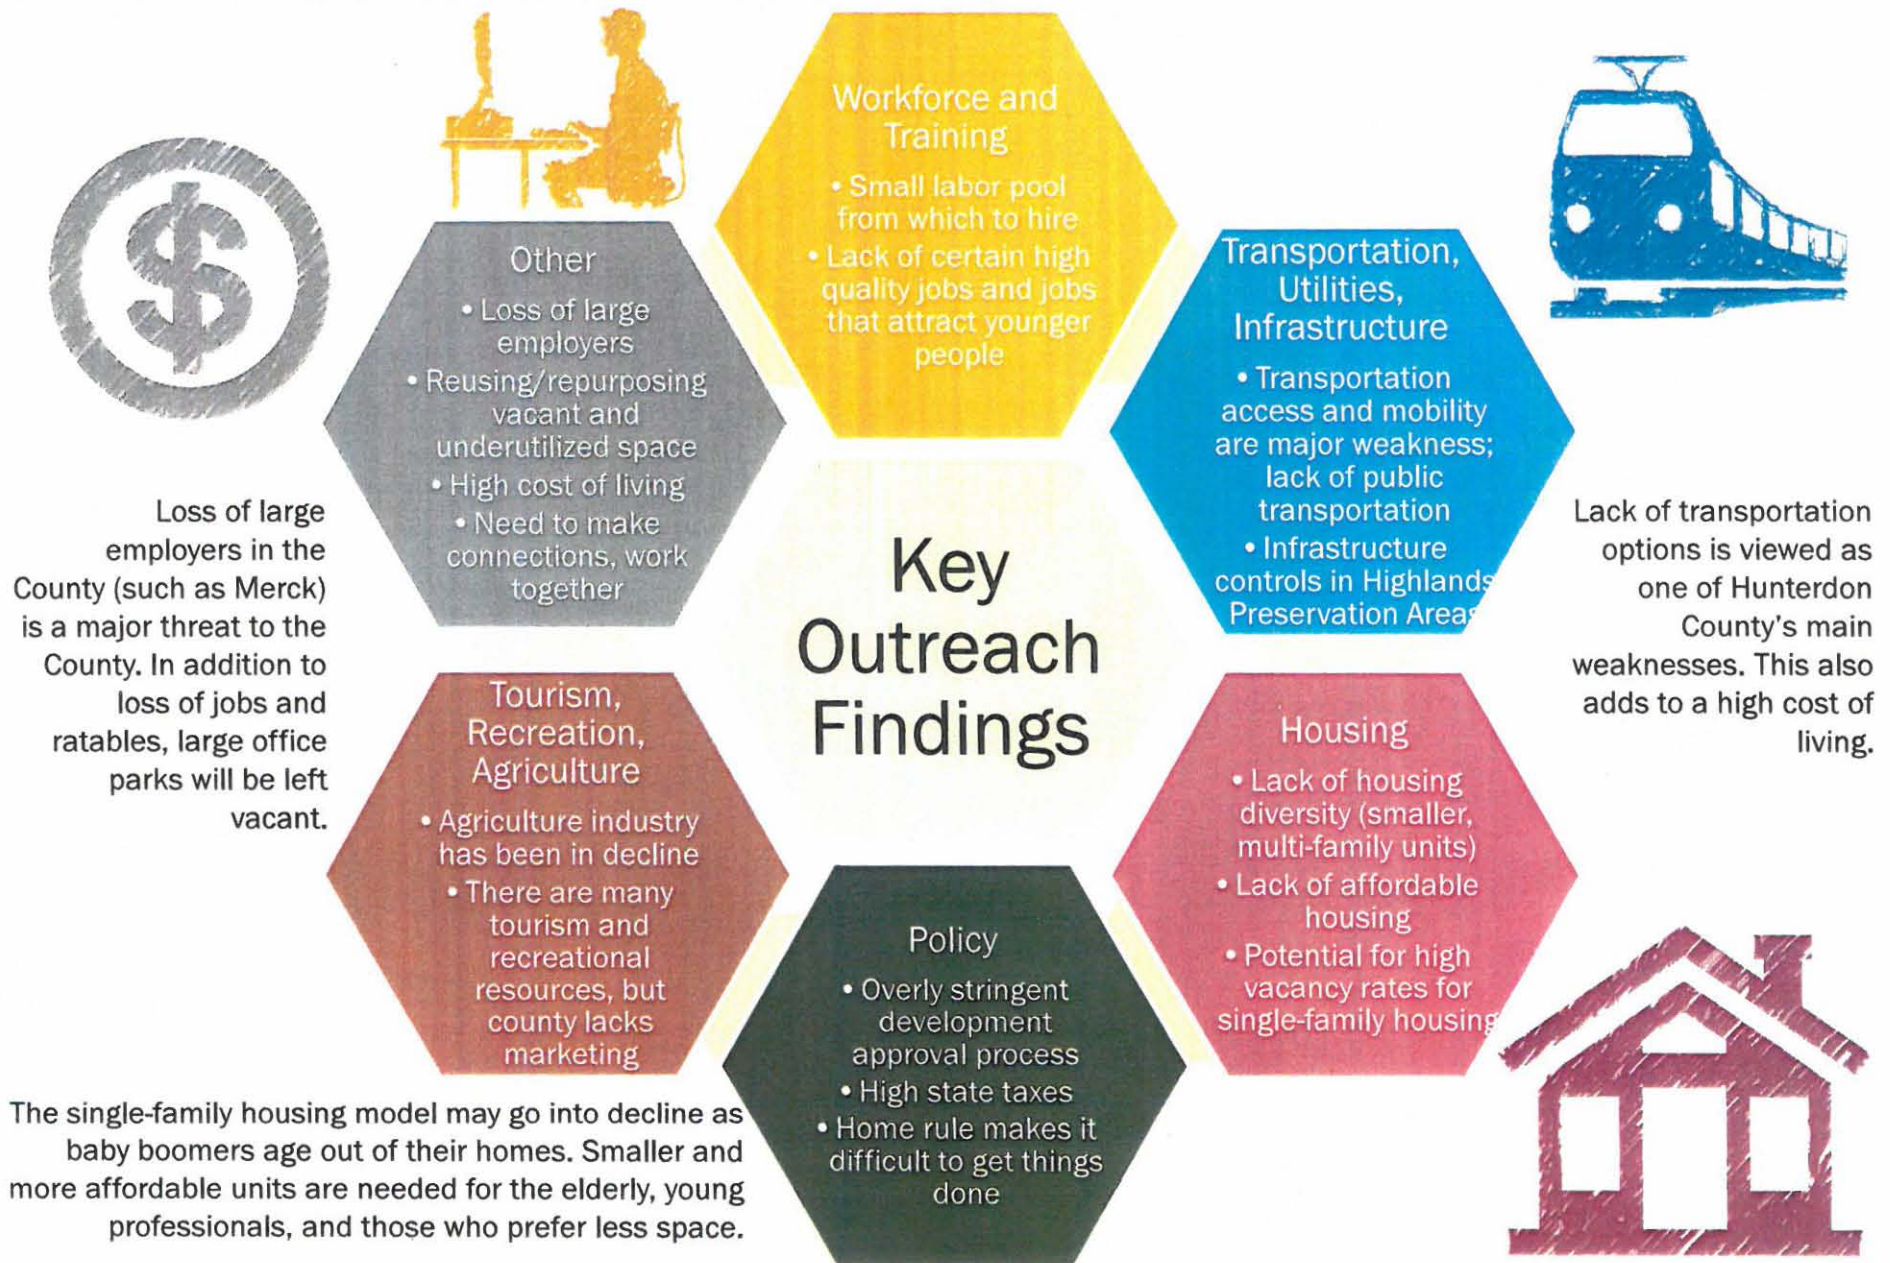 Workforce and
Training
• Small labor pool
from which to hire
• Lack of certain high
quality jobs and jobs
that attract younger
people
Other
• Loss of large
employers
• Reusing/repurposing
vacant and
underutilized space
• High cost of living
• Need to make
connections, work
together
Transportation,
Utilities,
Infrastructure
• Transportation
access and mobility
are major weakness;
lack of public
transportation
• Infrastructure
controls in Highlands
Preservation Areas
Loss of large
employers in the
County (such as Merck)
is a major threat to the
County. In addition to
loss of jobs and
ratables, large office
parks will be left
vacant.
Key
Outreach
Findings
Lack of transportation
options is viewed as
one of Hunterdon
County's main
weaknesses. This also
adds to a high cost of
living.
Tourism,
Recreation,
Agriculture
• Agriculture industry
has been in decline
• There are many
tourism and
recreational
resources, but
county lacks
marketing
Housing
• Lack of housing
diversity (smaller,
multi-family units)
• Lack of affordable
housing
• Potential for high
vacancy rates for
single-family housing
Policy
• Overly stringent
development
approval process
• High state taxes
• Home rule makes it
difficult to get things
done
The single-family housing model may go into decline as
baby boomers age out of their homes. Smaller and
more affordable units are needed for the elderly, young
professionals, and those who prefer less space.